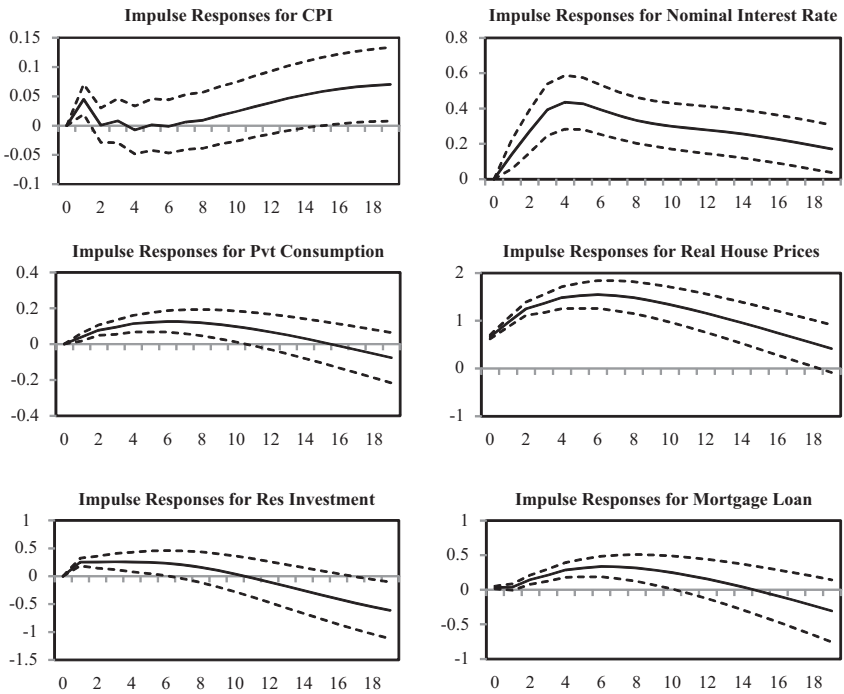 Impulse Responses for CPI
0.15
0.1
0.05
0
-0.05
-0.1
0 2 4 6 8 10 12 14 16 18
Impulse Responses for Nominal Interest Rate
0.8
0.6
0.4
0.2
0
0 2 4 6 8 10 12 14 16 18
Impulse Responses for Pvt Consumption
0.4
0.2
0
-0.2
-0.4
0 2 4 6 8 10 12 14 16 18
Impulse Responses for Real House Prices
2
1
0
-1
0 2 4 6 8 10 12 14 16 18
Impulse Responses for Res Investment
1
0.5
0
-0.5
-1
-1.5
0 2 4 6 8 10 12 14 16 18
Impulse Responses for Mortgage Loan
1
0.5
0
-0.5
-1
0 2 4 6 8 10 12 14 16 18